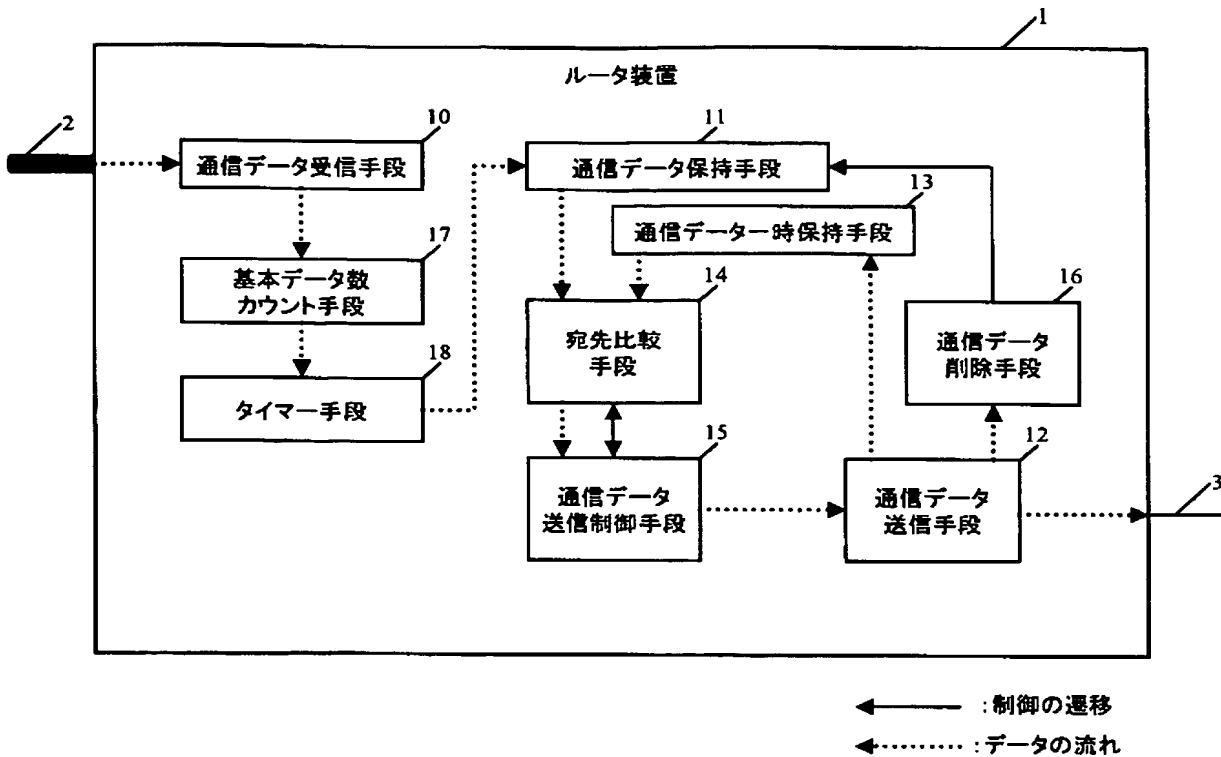 1
ルータ装置
2
10
通信データ受信手段
11
通信データ保持手段
13
通信データ一時保持手段
17
基本データ数
カウント手段
14
宛先比較
手段
16
通信データ
削除手段
18
タイマー手段
15
通信データ
送信制御手段
12
通信データ
送信手段
3
:制御の遷移
:データの流れ